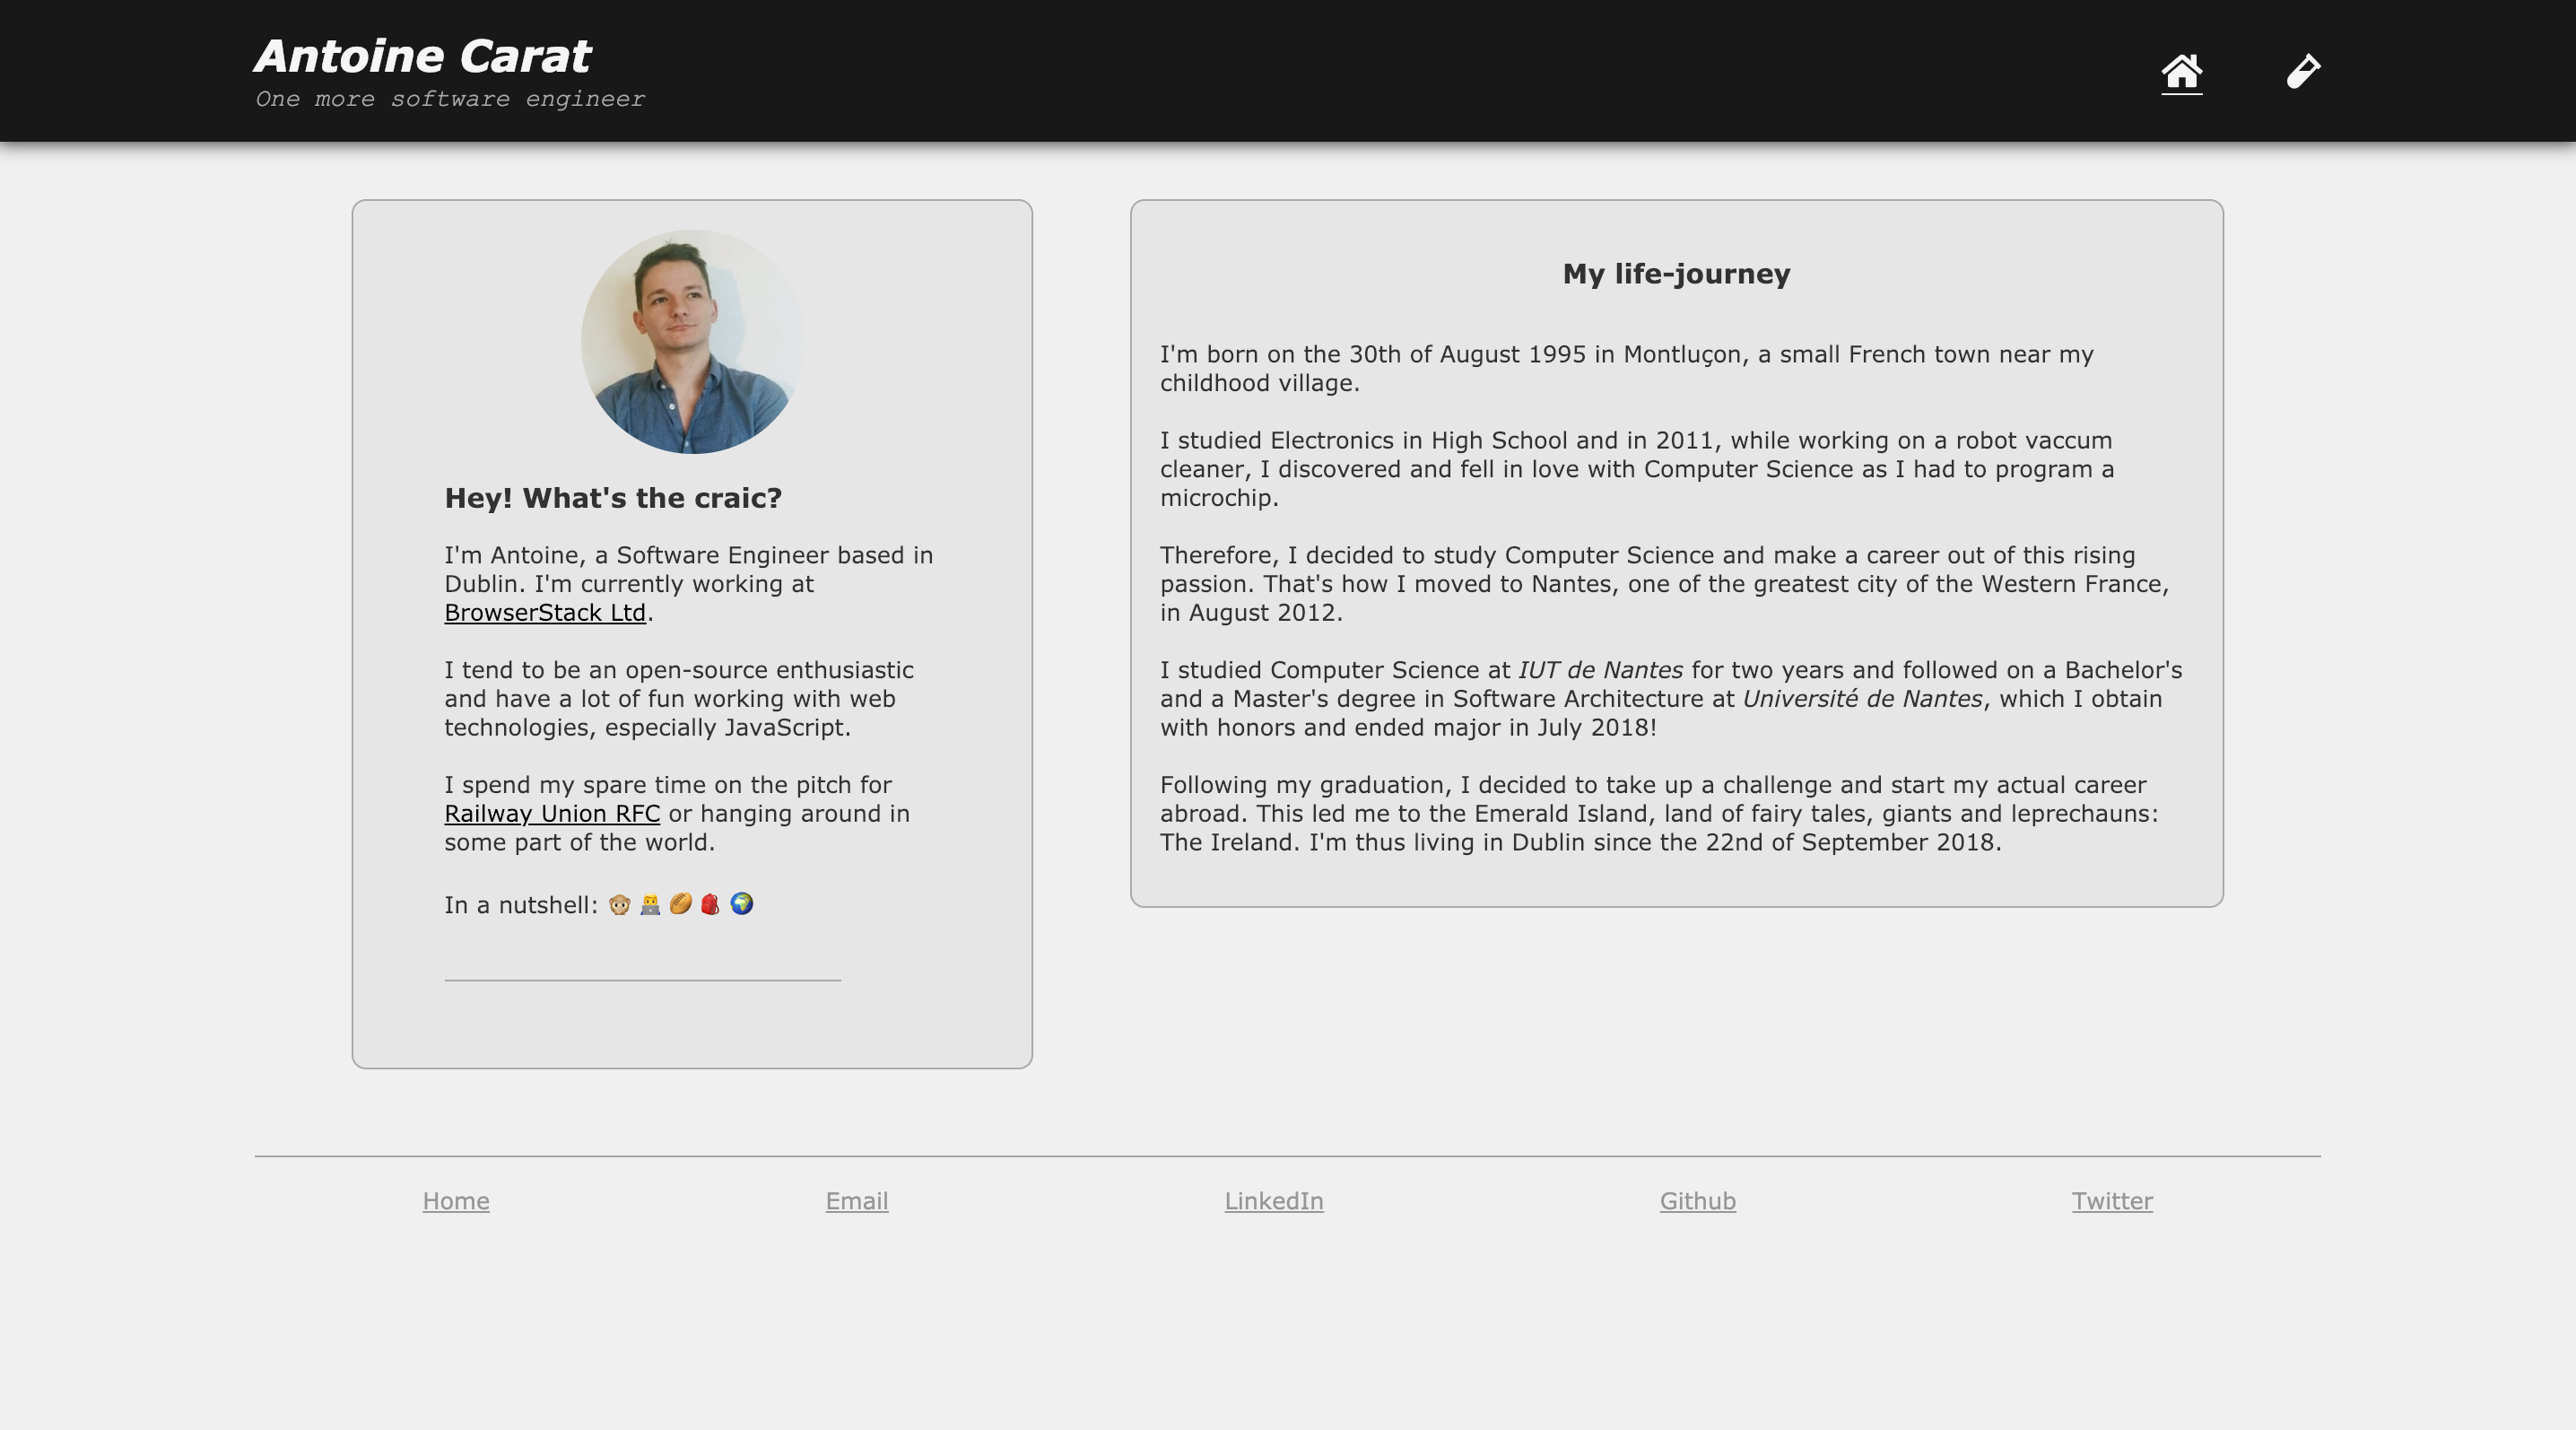 Antoine Carat
One more software engineer
Hey! What's the craic?
I'm Antoine, a Software Engineer based in
Dublin. I'm currently working at
BrowserStack Ltd.
I tend to be an open-source enthusiastic
and have a lot of fun working with web
technologies, especially JavaScript.
I spend my spare time on the pitch for
Railway Union RFC or hanging around in
some part of the world.
In a nutshell: 🐵 👨‍💻 🏉 🎒 🌍
My life-journey
I'm born on the 30th of August 1995 in Montluçon, a small French town near my
childhood village.
I studied Electronics in High School and in 2011, while working on a robot vaccum
cleaner, I discovered and fell in love with Computer Science as I had to program a
microchip.
Therefore, I decided to study Computer Science and make a career out of this rising
passion. That's how I moved to Nantes, one of the greatest city of the Western France,
in August 2012.
I studied Computer Science at IUT de Nantes for two years and followed on a Bachelor's
and a Master's degree in Software Architecture at Université de Nantes, which I obtain
with honors and ended major in July 2018!
Following my graduation, I decided to take up a challenge and start my actual career
abroad. This led me to the Emerald Island, land of fairy tales, giants and leprechauns:
The Ireland. I'm thus living in Dublin since the 22nd of September 2018.
Home
Email
LinkedIn
Github
Twitter